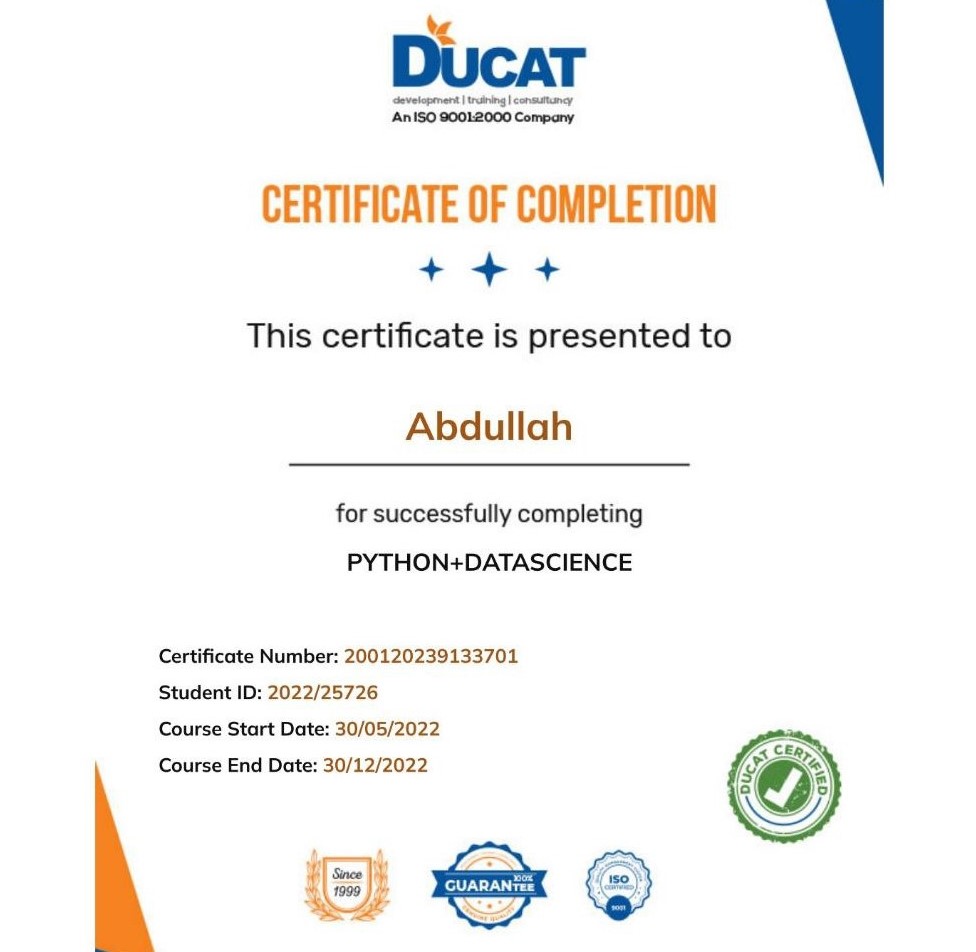 DUCAT
development | training | consultancy
An ISO 9001:2000 Company
CERTIFICATE OF COMPLETION
This certificate is presented to
Abdullah
for successfully completing
PYTHON+DATASCIENCE
Certificate Number: 200120239133701
Student ID: 2022/25726
Course Start Date: 30/05/2022
Course End Date: 30/12/2022
DUCAT CERTIFIED
Since
1999
100%
GUARANTEE
GENUINE QUALITY
ISO
CERTIFIED
9001